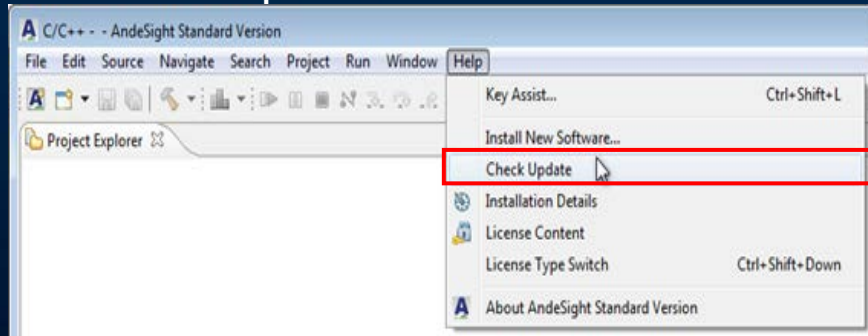 C/C++ - - AndeSight Standard Version
File Edit Source Navigate Search Project Run Window Help
Key Assist... Ctrl+Shift+L
Project Explorer
Install New Software...
Check Update
Installation Details
License Content
License Type Switch Ctrl+Shift+Down
About AndeSight Standard Version